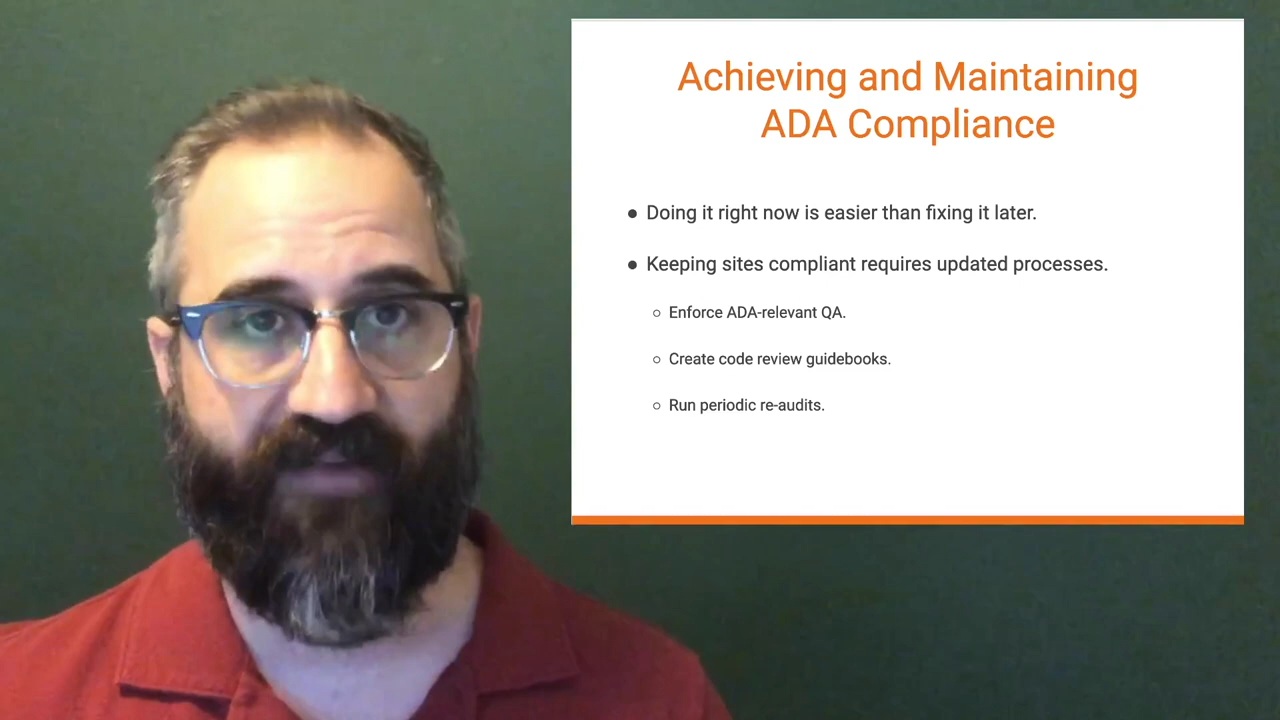 Achieving and Maintaining
ADA Compliance
● Doing it right now is easier than fixing it later.
● Keeping sites compliant requires updated processes.
○ Enforce ADA-relevant QA.
○ Create code review guidebooks.
○ Run periodic re-audits.